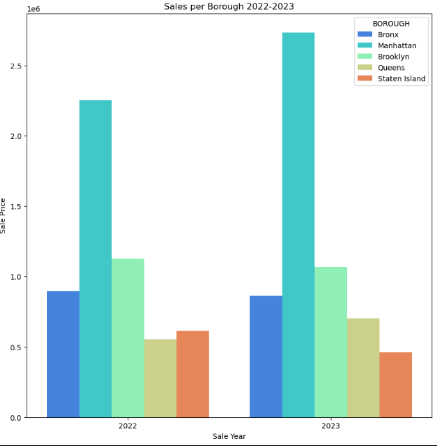 Sales per Borough 2022-2023
1e6
BOROUGH
Bronx
Manhattan
Brooklyn
Queens
Staten Island
2.5
2.0
1.5
1.0
0.5
0.0
Sale Price
2022
2023
Sale Year